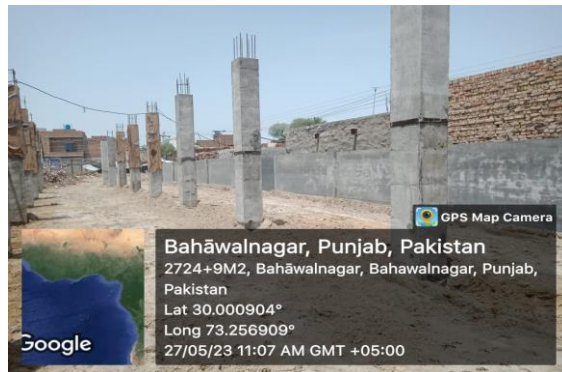 GPS Map Camera
Bahāwalnagar, Punjab, Pakistan
2724+9M2, Bahāwalnagar, Bahawalnagar, Punjab,
Pakistan
Lat 30.000904°
Long 73.256909°
27/05/23 11:07 AM GMT +05:00
Google